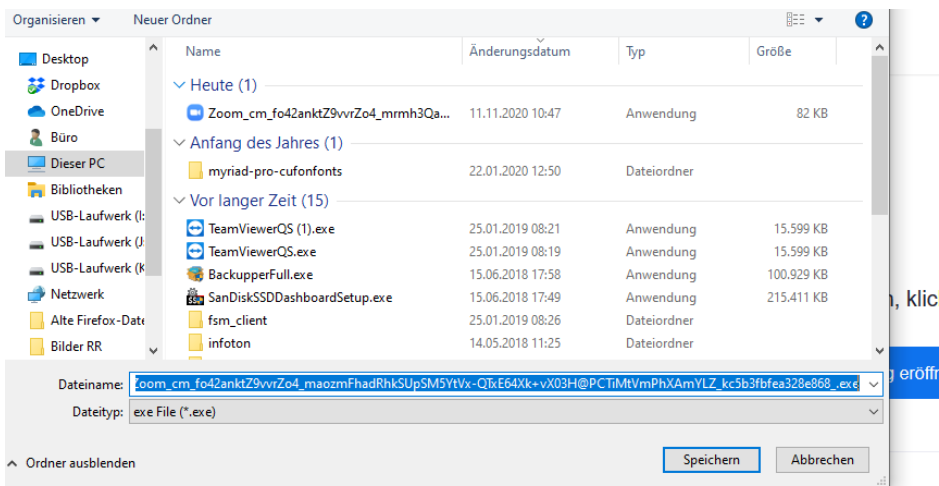 Organisieren Neuer Ordner
Name Änderungsdatum Typ Größe
Desktop
Dropbox
OneDrive
Büro
Dieser PC
Bibliotheken
USB-Laufwerk (I:
USB-Laufwerk (J:
USB-Laufwerk (K
Netzwerk
Alte Firefox-Date
Bilder RR
Heute (1)
Zoom_cm_fo42anktZ9vvrZo4_mrmh3Qa... 11.11.2020 10:47 Anwendung 82 KB
Anfang des Jahres (1)
myriad-pro-cufonfonts 22.01.2020 12:50 Dateiordner
Vor langer Zeit (15)
TeamViewerQS (1).exe 25.01.2019 08:21 Anwendung 15.599 KB
TeamViewerQS.exe 25.01.2019 08:19 Anwendung 15.599 KB
BackupperFull.exe 15.06.2018 17:58 Anwendung 100.929 KB
SanDiskSSDDashboardSetup.exe 15.06.2018 17:49 Anwendung 215.411 KB
fsm_client 25.01.2019 08:26 Dateiordner
infoton 14.05.2018 11:25 Dateiordner
Dateiname: Zoom_cm_fo42anktZ9vvrZo4_maozmFhadRhkSUpSM5YtVx-QTxE64Xk+vX03H@PCTiMtVmPhXAmYLZ_kc5b3fbfea328e868_.exe
Dateityp: exe File (*.exe)
Ordner ausblenden Speichern Abbrechen
, klic
g eröffn